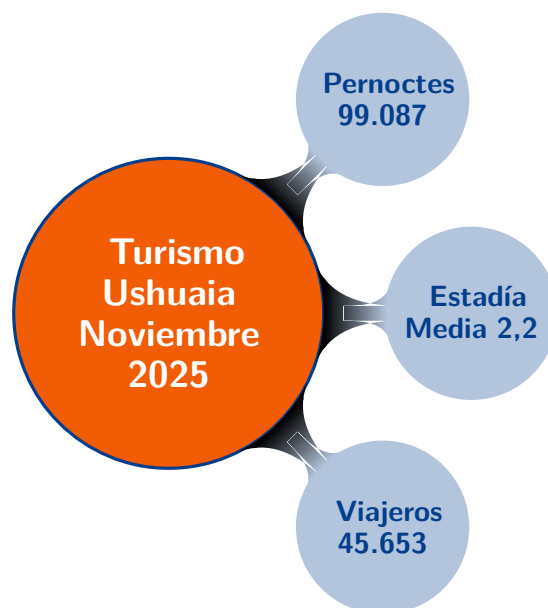 Pernoctes
99.087
Turismo
Ushuaia
Noviembre
2025
Estadía
Media 2,2
Viajeros
45.653